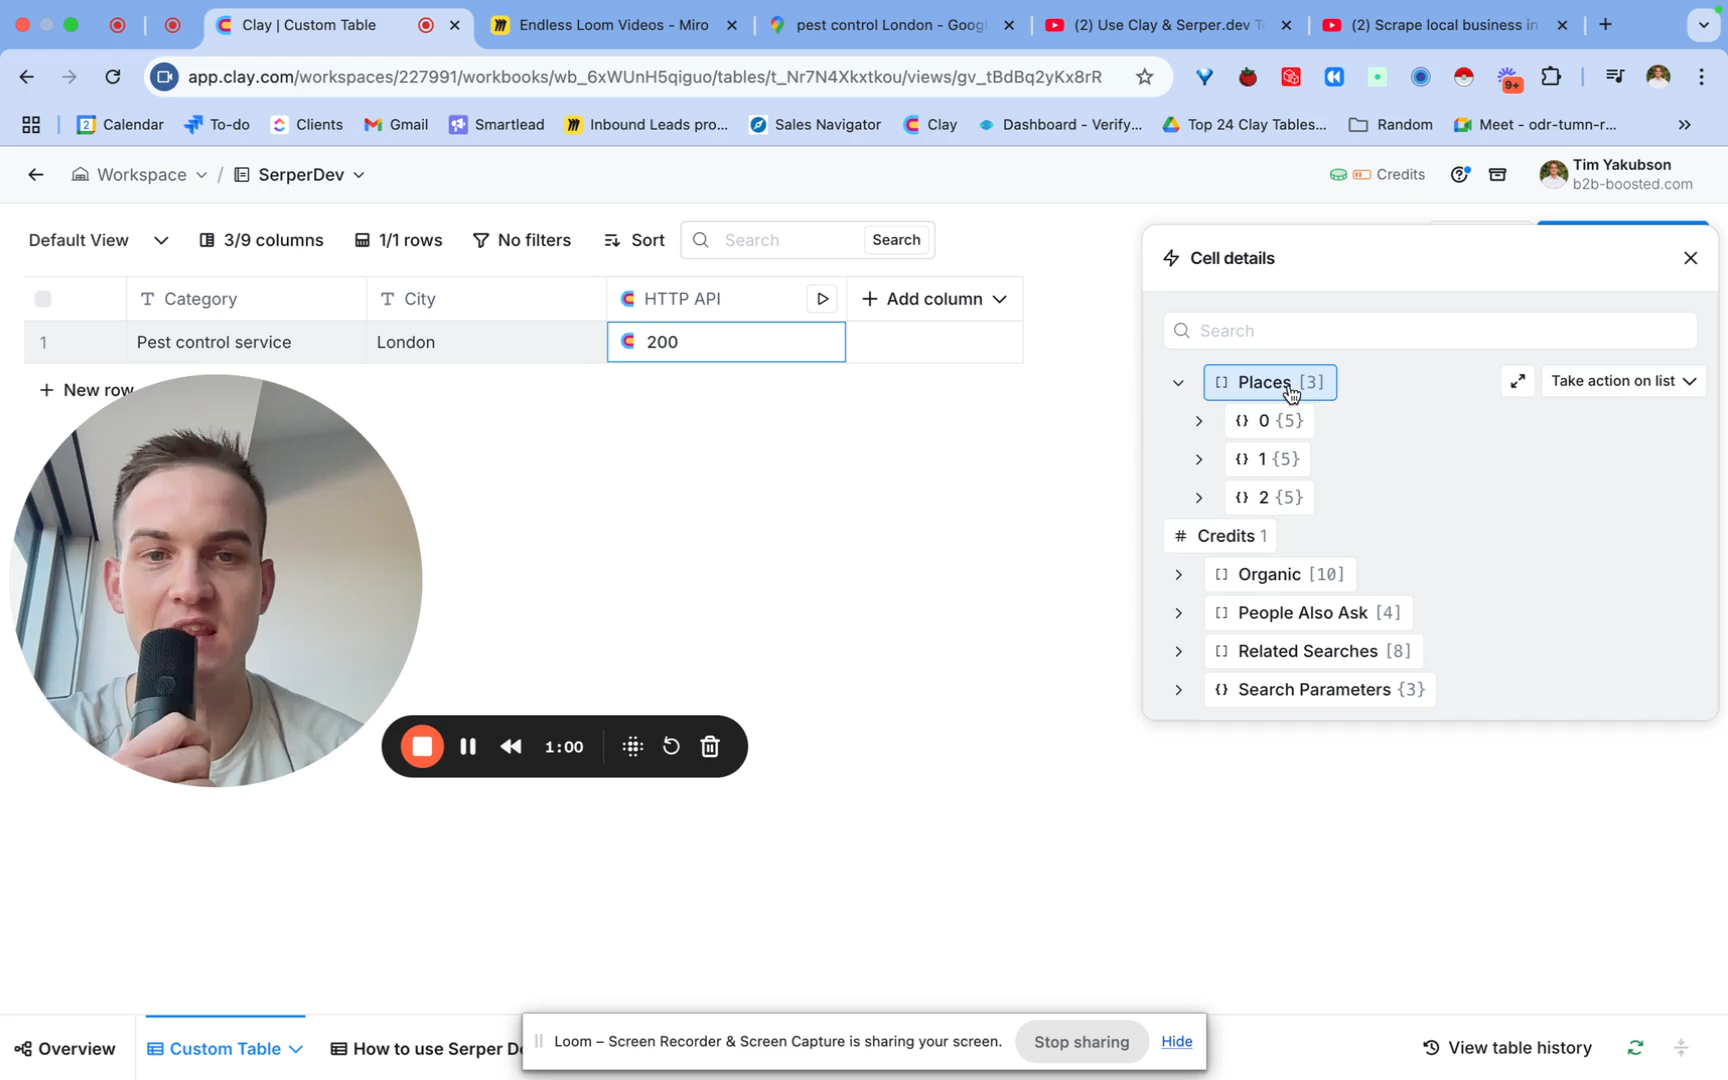 Clay | Custom Table
Endless Loom Videos - Miro
pest control London - Googl
(2) Use Clay & Serper.dev To
(2) Scrape local business in
app.clay.com/workspaces/227991/workbooks/wb_6xWUnH5qiguo/tables/t_Nr7N4Xkxtkou/views/gv_tBdBq2yKx8rR
9+
Calendar
To-do
Clients
Gmail
Smartlead
Inbound Leads pro...
Sales Navigator
Clay
Dashboard - Verify...
Top 24 Clay Tables...
Random
Meet - odr-tumn-r...
Workspace / SerperDev
Credits
Tim Yakubson
b2b-boosted.com
Default View
3/9 columns
1/1 rows
No filters
Sort
Search
Search
Category
City
HTTP API
Add column
1
Pest control service
London
200
New row
Cell details
Search
Places [3]
Take action on list
0 {5}
1 {5}
2 {5}
Credits 1
Organic [10]
People Also Ask [4]
Related Searches [8]
Search Parameters {3}
1:00
Overview
Custom Table
How to use Serper De
Loom – Screen Recorder & Screen Capture is sharing your screen.
Stop sharing
Hide
View table history